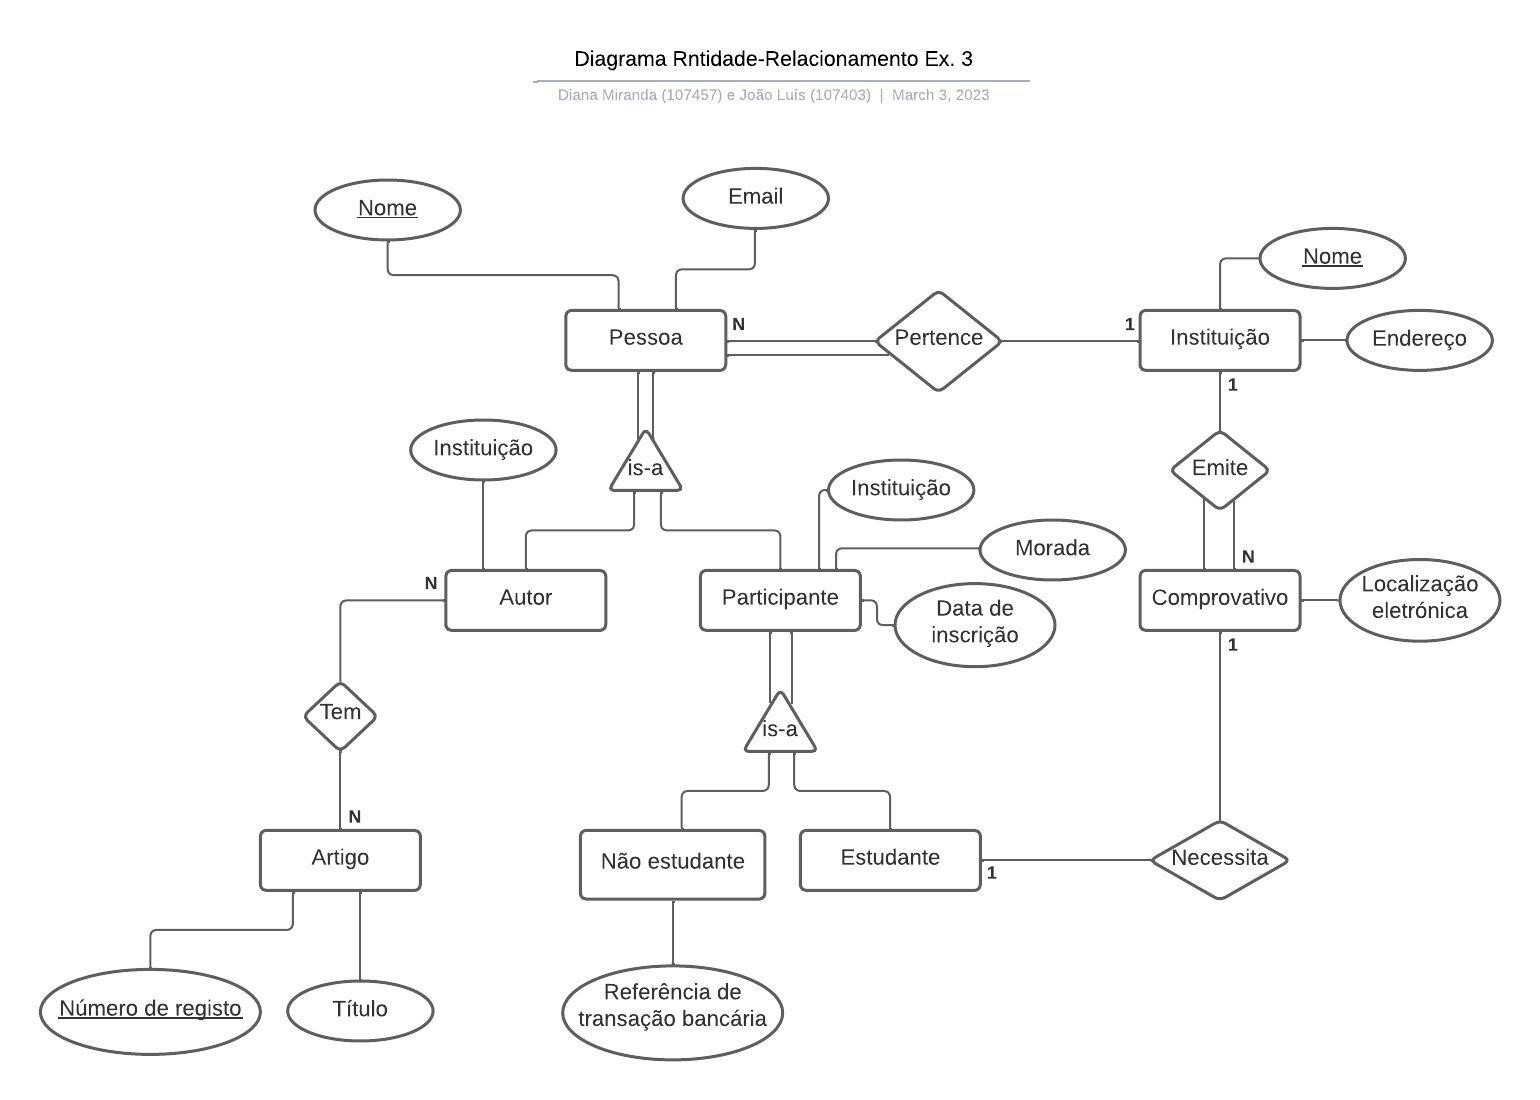 Diagrama Rntidade-Relacionamento Ex. 3
Diana Miranda (107457) e João Luís (107403) | March 3, 2023
Nome
Email
Nome
Pessoa
N
Pertence
1
Instituição
Endereço
1
Instituição
is-a
Emite
Instituição
Morada
N
N
Autor
Participante
Data de
inscrição
Comprovativo
Localização
eletrónica
1
Tem
is-a
N
Artigo
Não estudante
Estudante
1
Necessita
Número de registo
Título
Referência de
transação bancária